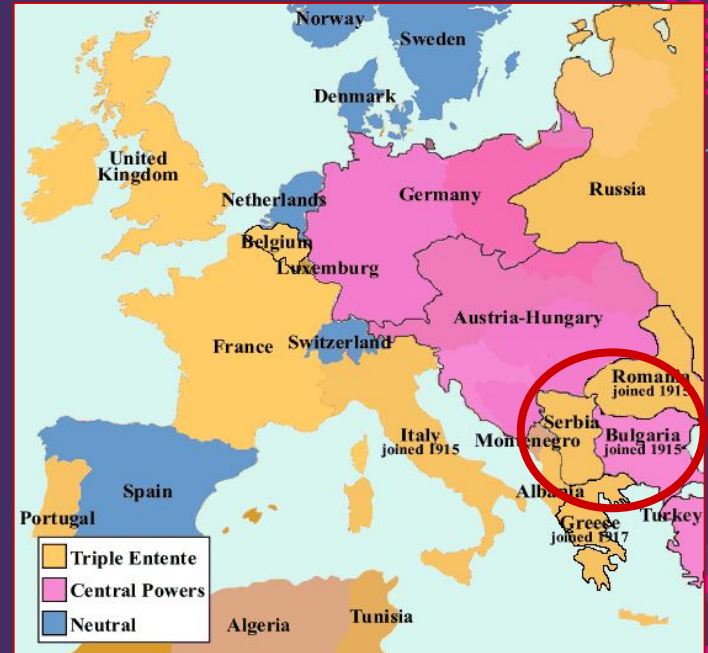 Norway
Sweden
Denmark
United
Kingdom
Netherlands
Germany
Russia
Belgium
Luxemburg
Austria-Hungary
France
Switzerland
Romania
joined 1915
Serbia
Italy
joined 1915
Montenegro
Bulgaria
joined 1915
Spain
Albania
Portugal
Turkey
Greece
joined 1917
Triple Entente
Central Powers
Neutral
Algeria
Tunisia